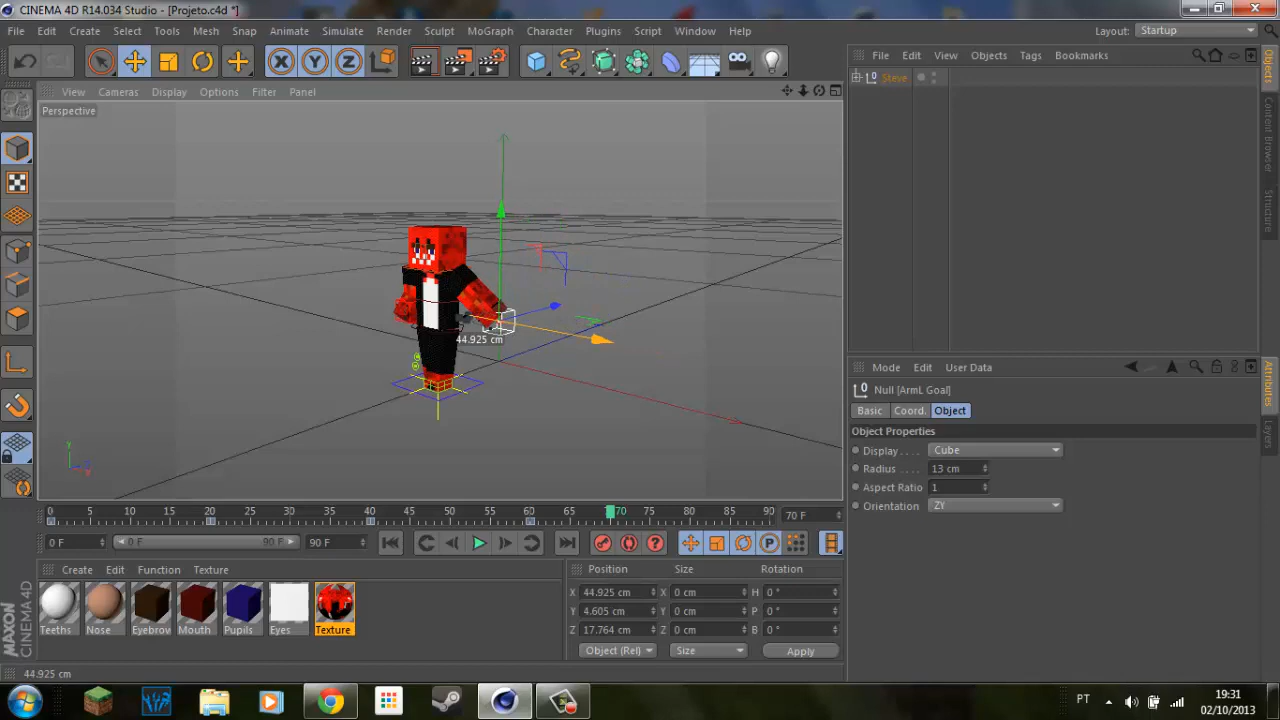 CINEMA 4D R14.034 Studio - [Projeto.c4d *]
File Edit Create Select Tools Mesh Snap Animate Simulate Render Sculpt MoGraph Character Plugins Script Window Help Layout: Startup
File Edit View Objects Tags Bookmarks
View Cameras Display Options Filter Panel
Perspective
Steve
Objects
Content Browser
Structure
44.925 cm
Mode Edit User Data
Null [ArmL Goal]
Basic Coord. Object
Object Properties
Display . . . . Cube
Radius . . . . 13 cm
Aspect Ratio 1
Orientation . . ZY
Attributes
Layers
0 5 10 15 20 25 30 35 40 45 50 55 60 65 70 75 80 85 90 70 F
0 F 0 F 90 F 90 F
Create Edit Function Texture
Teeths Nose Eyebrow Mouth Pupils Eyes Texture
Position Size Rotation
X 44.925 cm X 0 cm H 0 °
Y 4.605 cm Y 0 cm P 0 °
Z 17.764 cm Z 0 cm B 0 °
Object (Rel) Size Apply
MAXON
CINEMA 4D
44.925 cm
PT
19:31
02/10/2013